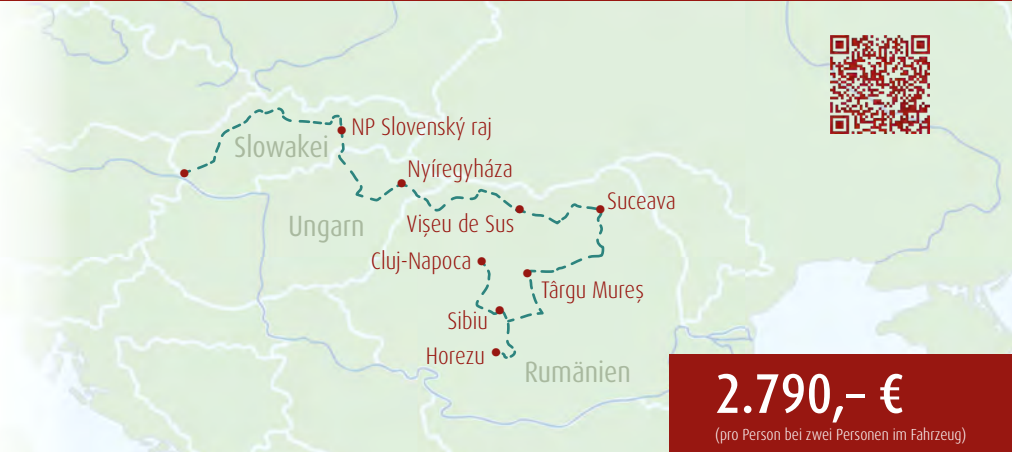 NP Slovenský raj
Slowakei
Nyíregyháza
Suceava
Ungarn
Vișeu de Sus
Cluj-Napoca
Târgu Mureș
Sibiu
Horezu
Rumänien
2.790,– €
(pro Person bei zwei Personen im Fahrzeug)